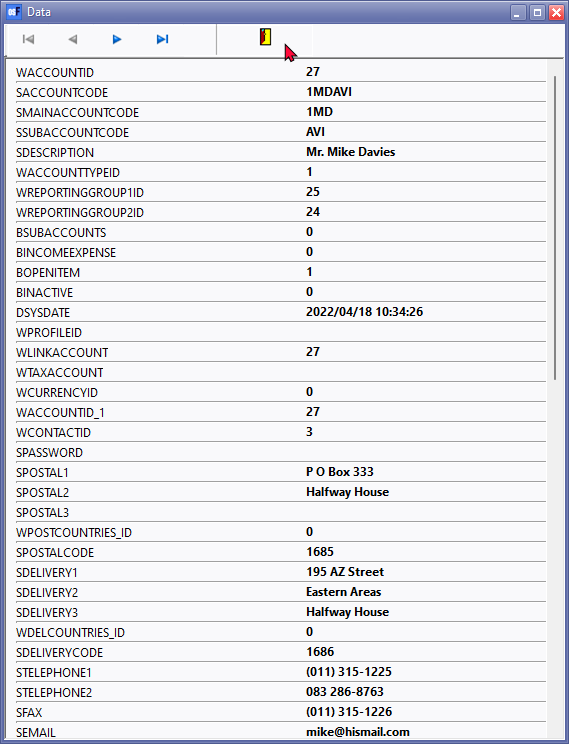 Data
WACCOUNTID 27
SACCOUNTCODE 1MDAVI
SMAINACCOUNTCODE 1MD
SSUBACCOUNTCODE AVI
SDESCRIPTION Mr. Mike Davies
WACCOUNTTYPEID 1
WREPORTINGGROUP1ID 25
WREPORTINGGROUP2ID 24
BSUBACCOUNTS 0
BINCOMEEXPENSE 0
BOPENITEM 1
BINACTIVE 0
DSYSDATE 2022/04/18 10:34:26
WPROFILEID
WLINKACCOUNT 27
WTAXACCOUNT
WCURRENCYID 0
WACCOUNTID_1 27
WCONTACTID 3
SPASSWORD
SPOSTAL1 P O Box 333
SPOSTAL2 Halfway House
SPOSTAL3
WPOSTCOUNTRIES_ID 0
SPOSTALCODE 1685
SDELIVERY1 195 AZ Street
SDELIVERY2 Eastern Areas
SDELIVERY3 Halfway House
WDELCOUNTRIES_ID 0
SDELIVERYCODE 1686
STELEPHONE1 (011) 315-1225
STELEPHONE2 083 286-8763
SFAX (011) 315-1226
SEMAIL mike@hismail.com